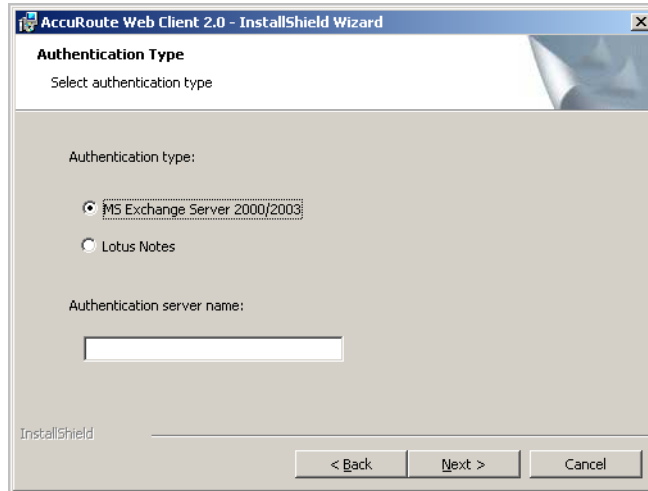 AccuRoute Web Client 2.0 - InstallShield Wizard
Authentication Type
Select authentication type
Authentication type:
MS Exchange Server 2000/2003
Lotus Notes
Authentication server name:
InstallShield
< Back
Next >
Cancel